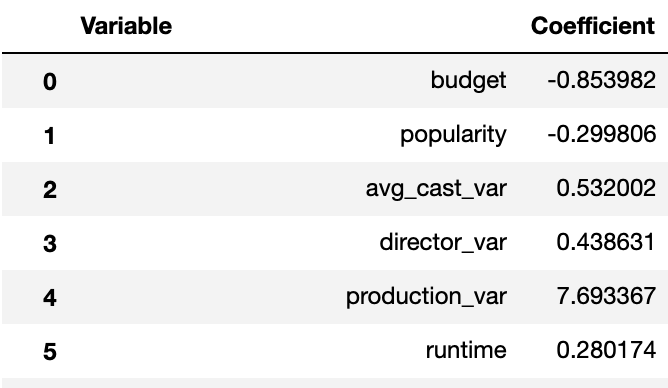 Variable Coefficient
0 budget -0.853982
1 popularity -0.299806
2 avg_cast_var 0.532002
3 director_var 0.438631
4 production_var 7.693367
5 runtime 0.280174